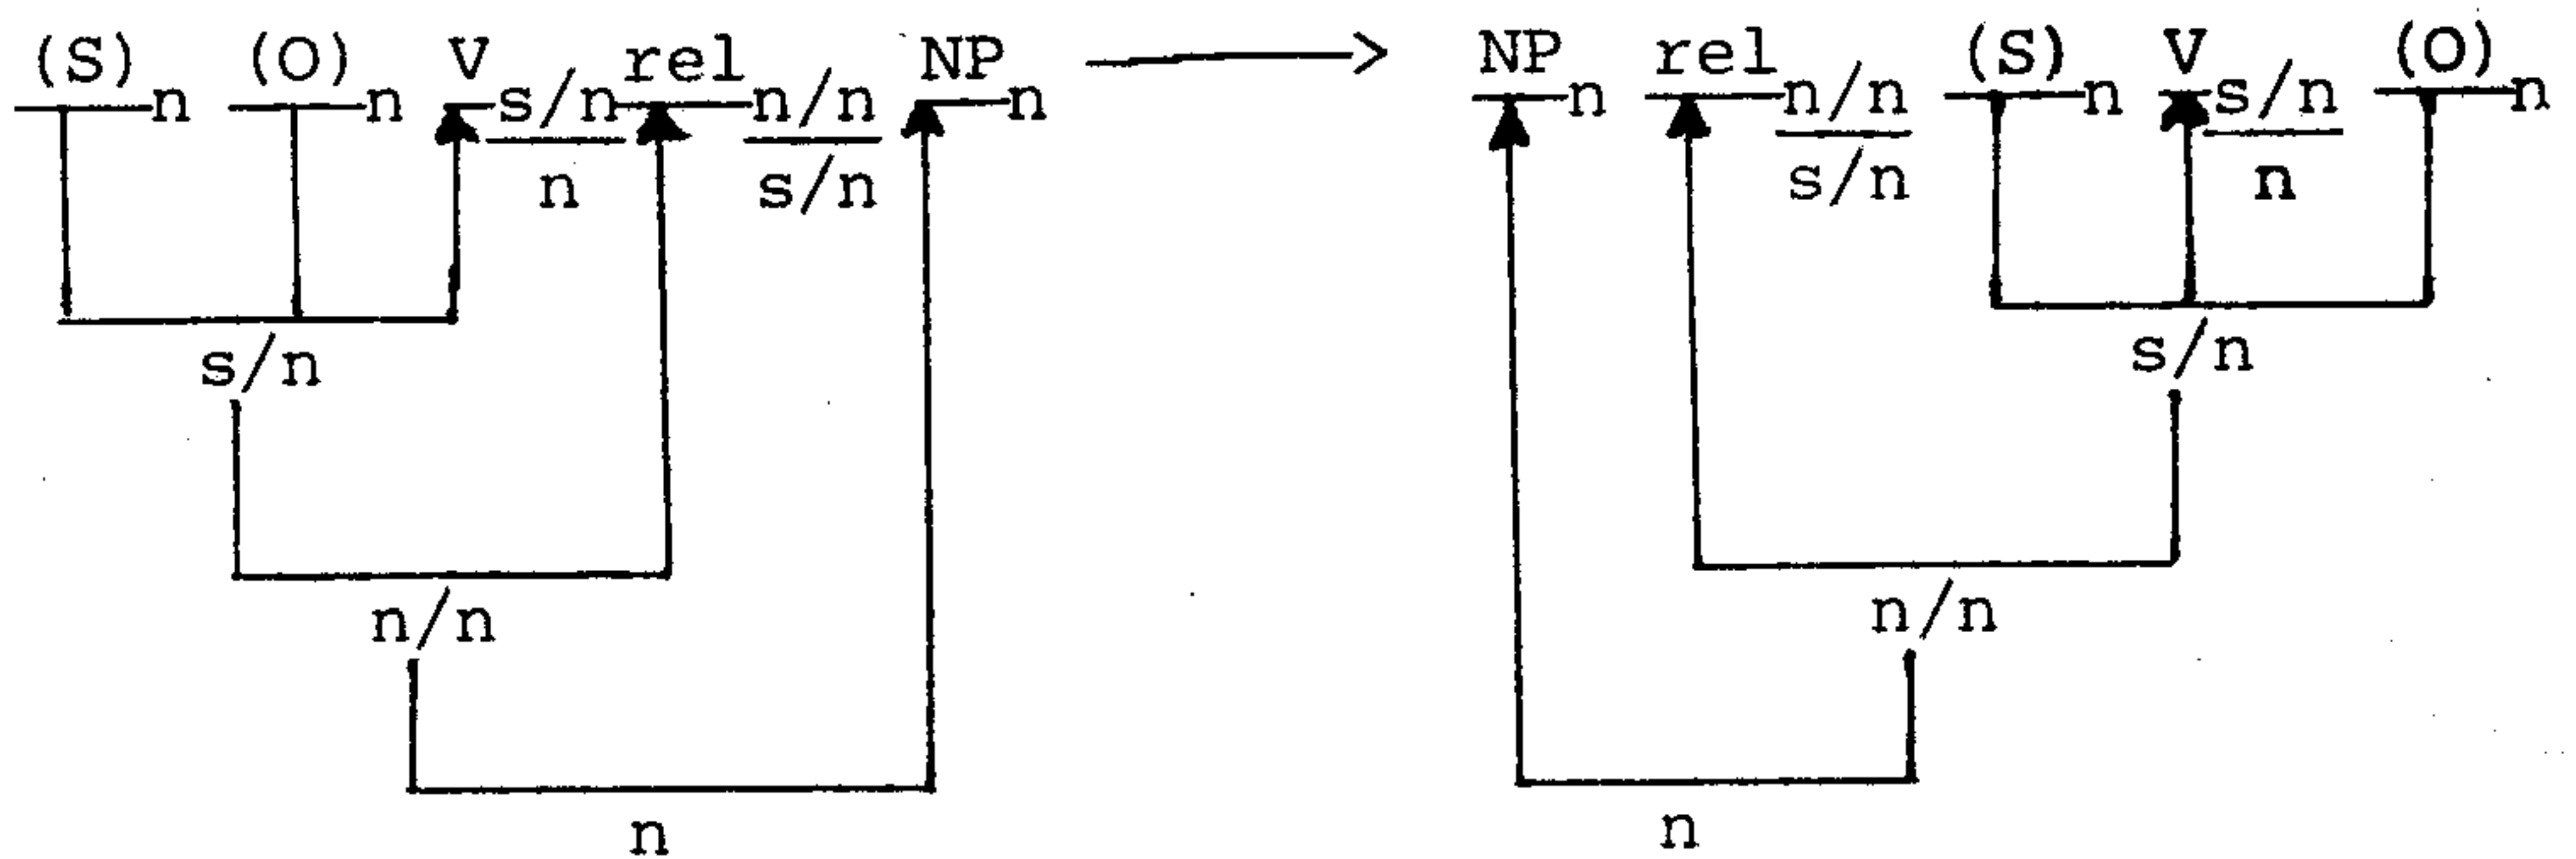 (S) n (O) n V s/n/n rel n/n/s/n NP n → NP n rel n/n/s/n (S) n V s/n/n (O) n
s/n s/n
n/n n/n
n n